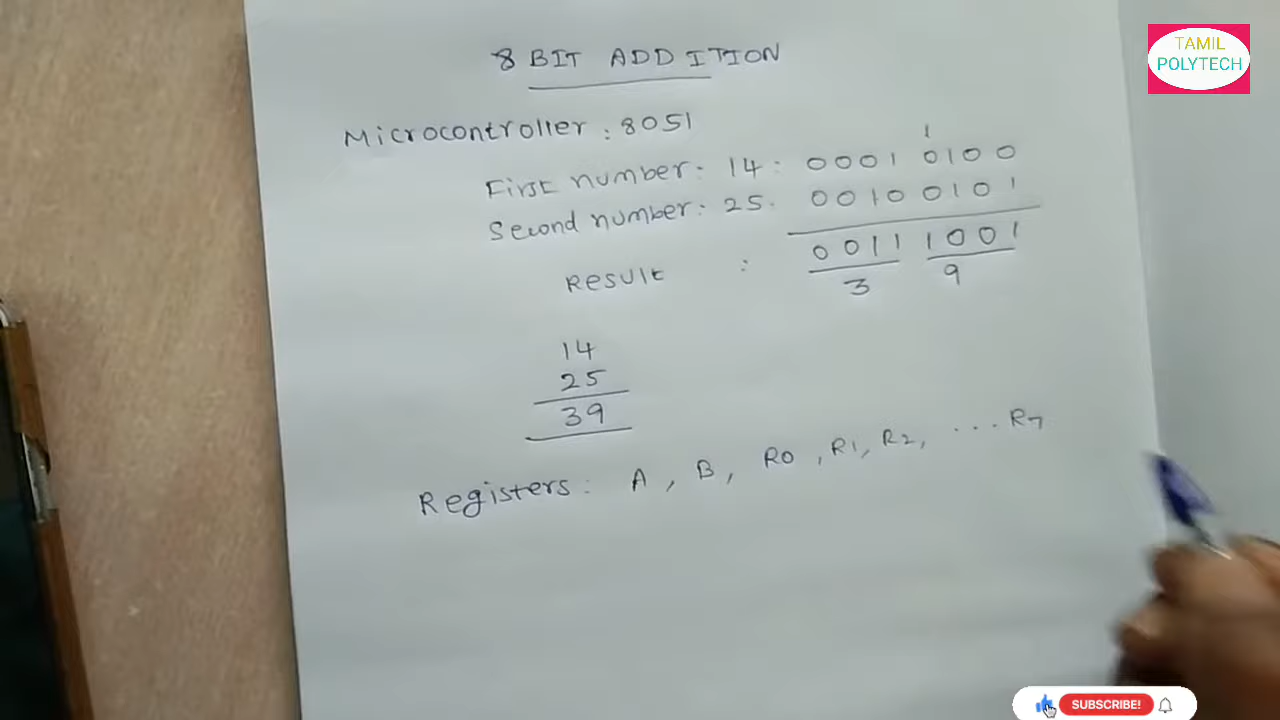 8 BIT ADDITION
Microcontroller : 8051
1
First number : 14 : 0001 0100
Second number : 25. 0010 0101
Result : 0011 1001
3 9
14
25
39
Registers : A , B , R0 , R1, R2, ... R7
TAMIL
POLYTECH
SUBSCRIBE!